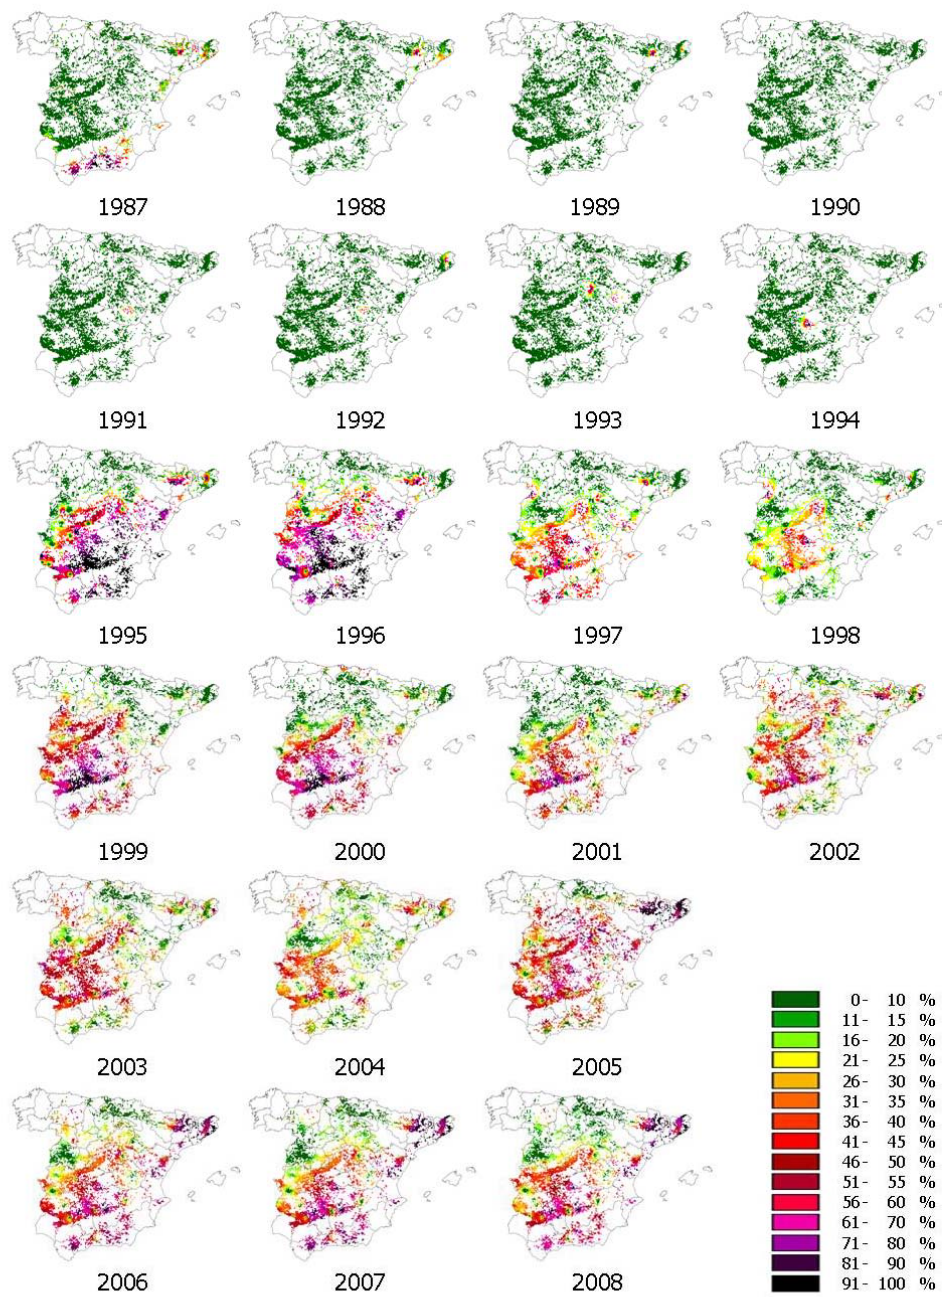 1987 1988 1989 1990
1991 1992 1993 1994
1995 1996 1997 1998
1999 2000 2001 2002
2003 2004 2005
0- 10 %
11- 15 %
16- 20 %
21- 25 %
26- 30 %
31- 35 %
36- 40 %
41- 45 %
46- 50 %
51- 55 %
56- 60 %
61- 70 %
71- 80 %
81- 90 %
91- 100 %
2006 2007 2008